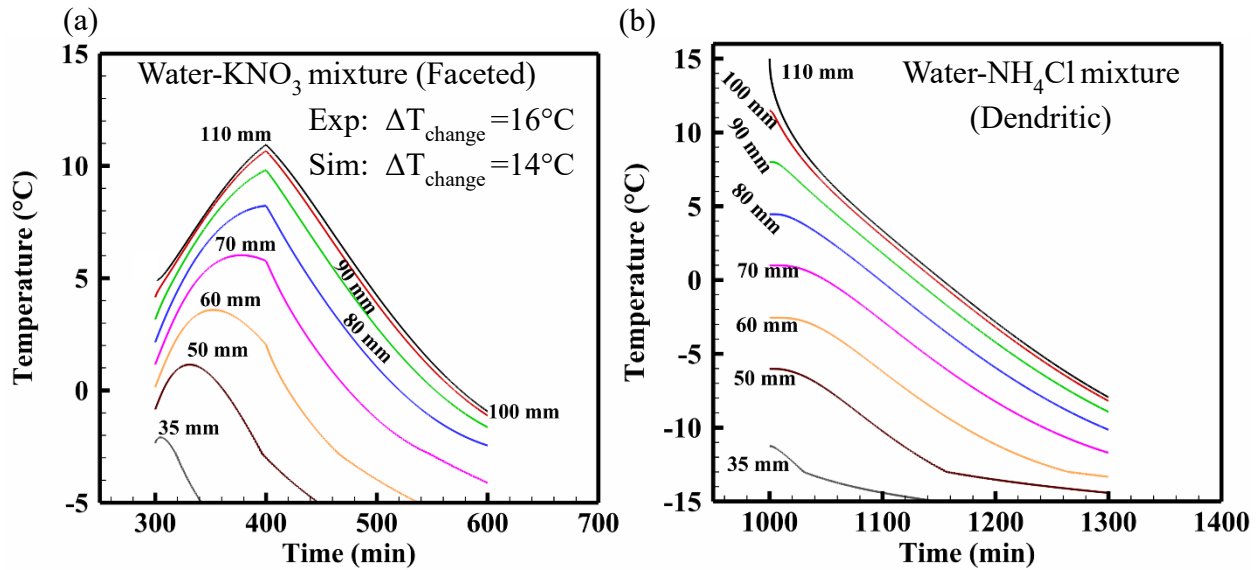 (a)
Water-KNO3 mixture (Faceted)
Exp: ΔTchange =16°C
Sim: ΔTchange =14°C
110 mm
70 mm
60 mm
50 mm
35 mm
90 mm
80 mm
100 mm
15
10
5
0
-5
Temperature (°C)
300
400
500
600
700
Time (min)
(b)
Water-NH4Cl mixture
(Dendritic)
110 mm
100 mm
90 mm
80 mm
70 mm
60 mm
50 mm
35 mm
15
10
5
0
-5
-10
-15
Temperature (°C)
1000
1100
1200
1300
1400
Time (min)